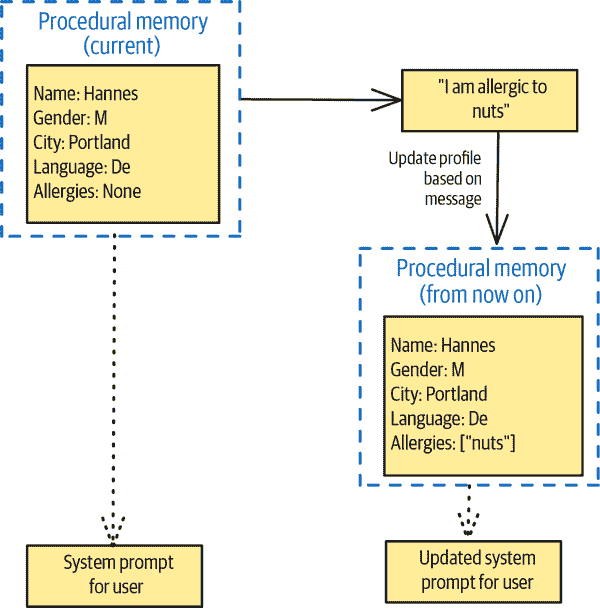 Procedural memory
(current)
Name: Hannes
Gender: M
City: Portland
Language: De
Allergies: None
"I am allergic to
nuts"
Update profile
based on
message
Procedural memory
(from now on)
Name: Hannes
Gender: M
City: Portland
Language: De
Allergies: ["nuts"]
System prompt
for user
Updated system
prompt for user